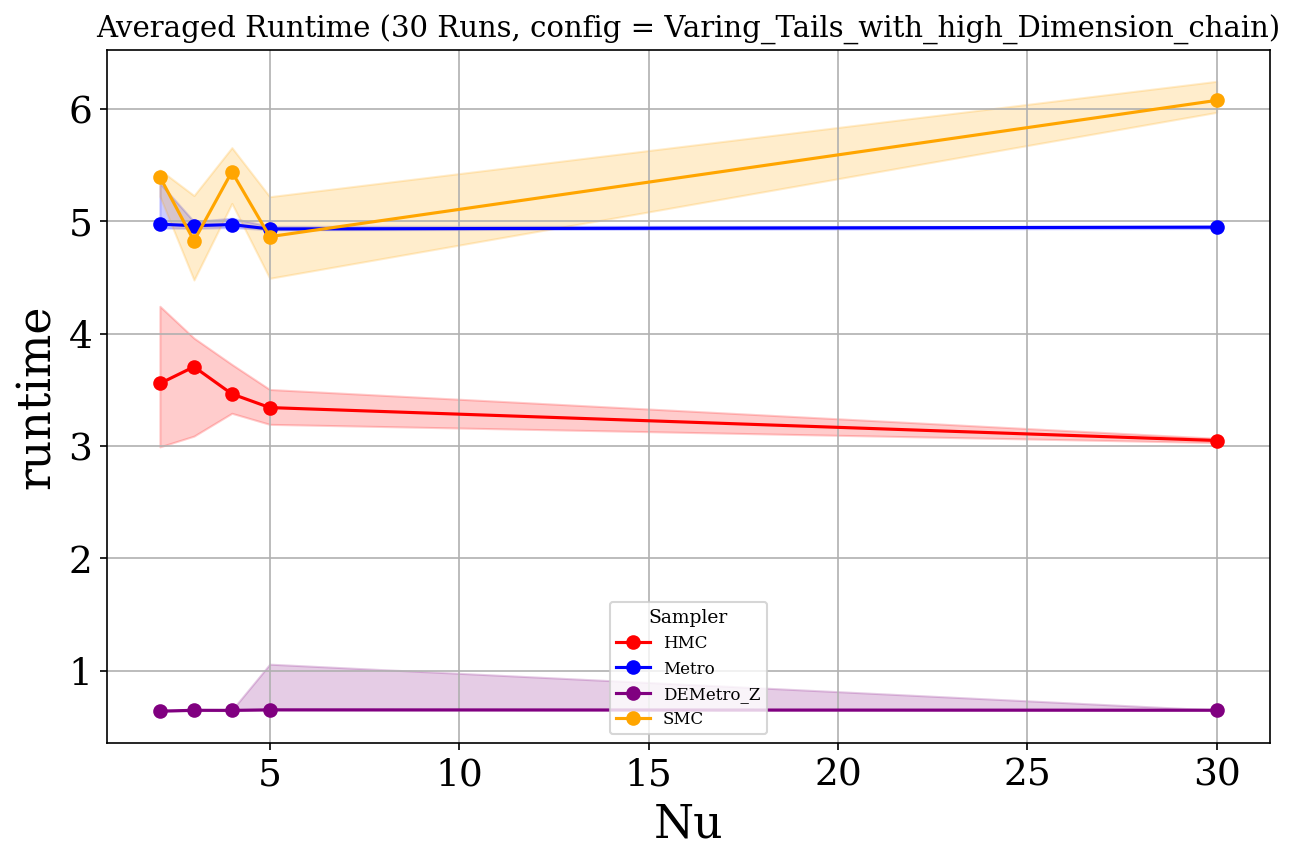 Averaged Runtime (30 Runs, config = Varing_Tails_with_high_Dimension_chain)
runtime
6
5
4
3
2
1
Sampler
HMC
Metro
DEMetro_Z
SMC
5 10 15 20 25 30
Nu